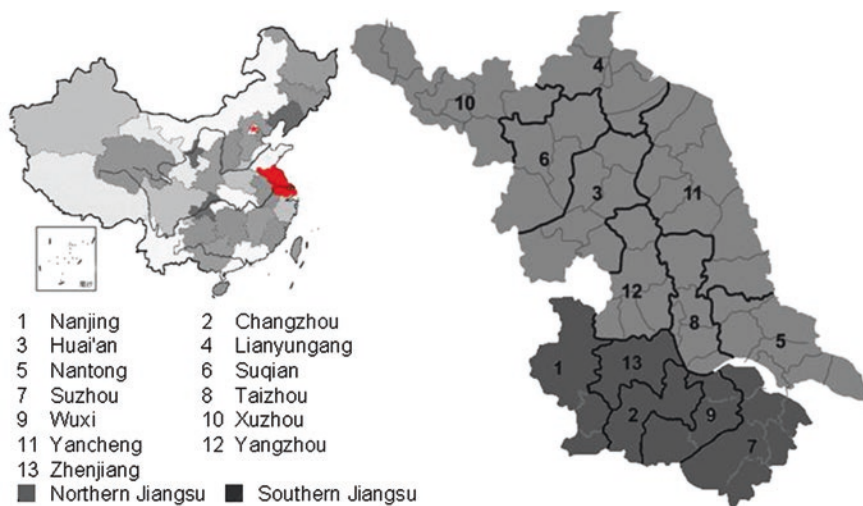 10
4
6
3
11
12
8
5
1
13
2
9
7
1 Nanjing 2 Changzhou
3 Huai'an 4 Lianyungang
5 Nantong 6 Suqian
7 Suzhou 8 Taizhou
9 Wuxi 10 Xuzhou
11 Yancheng 12 Yangzhou
13 Zhenjiang
Northern Jiangsu Southern Jiangsu